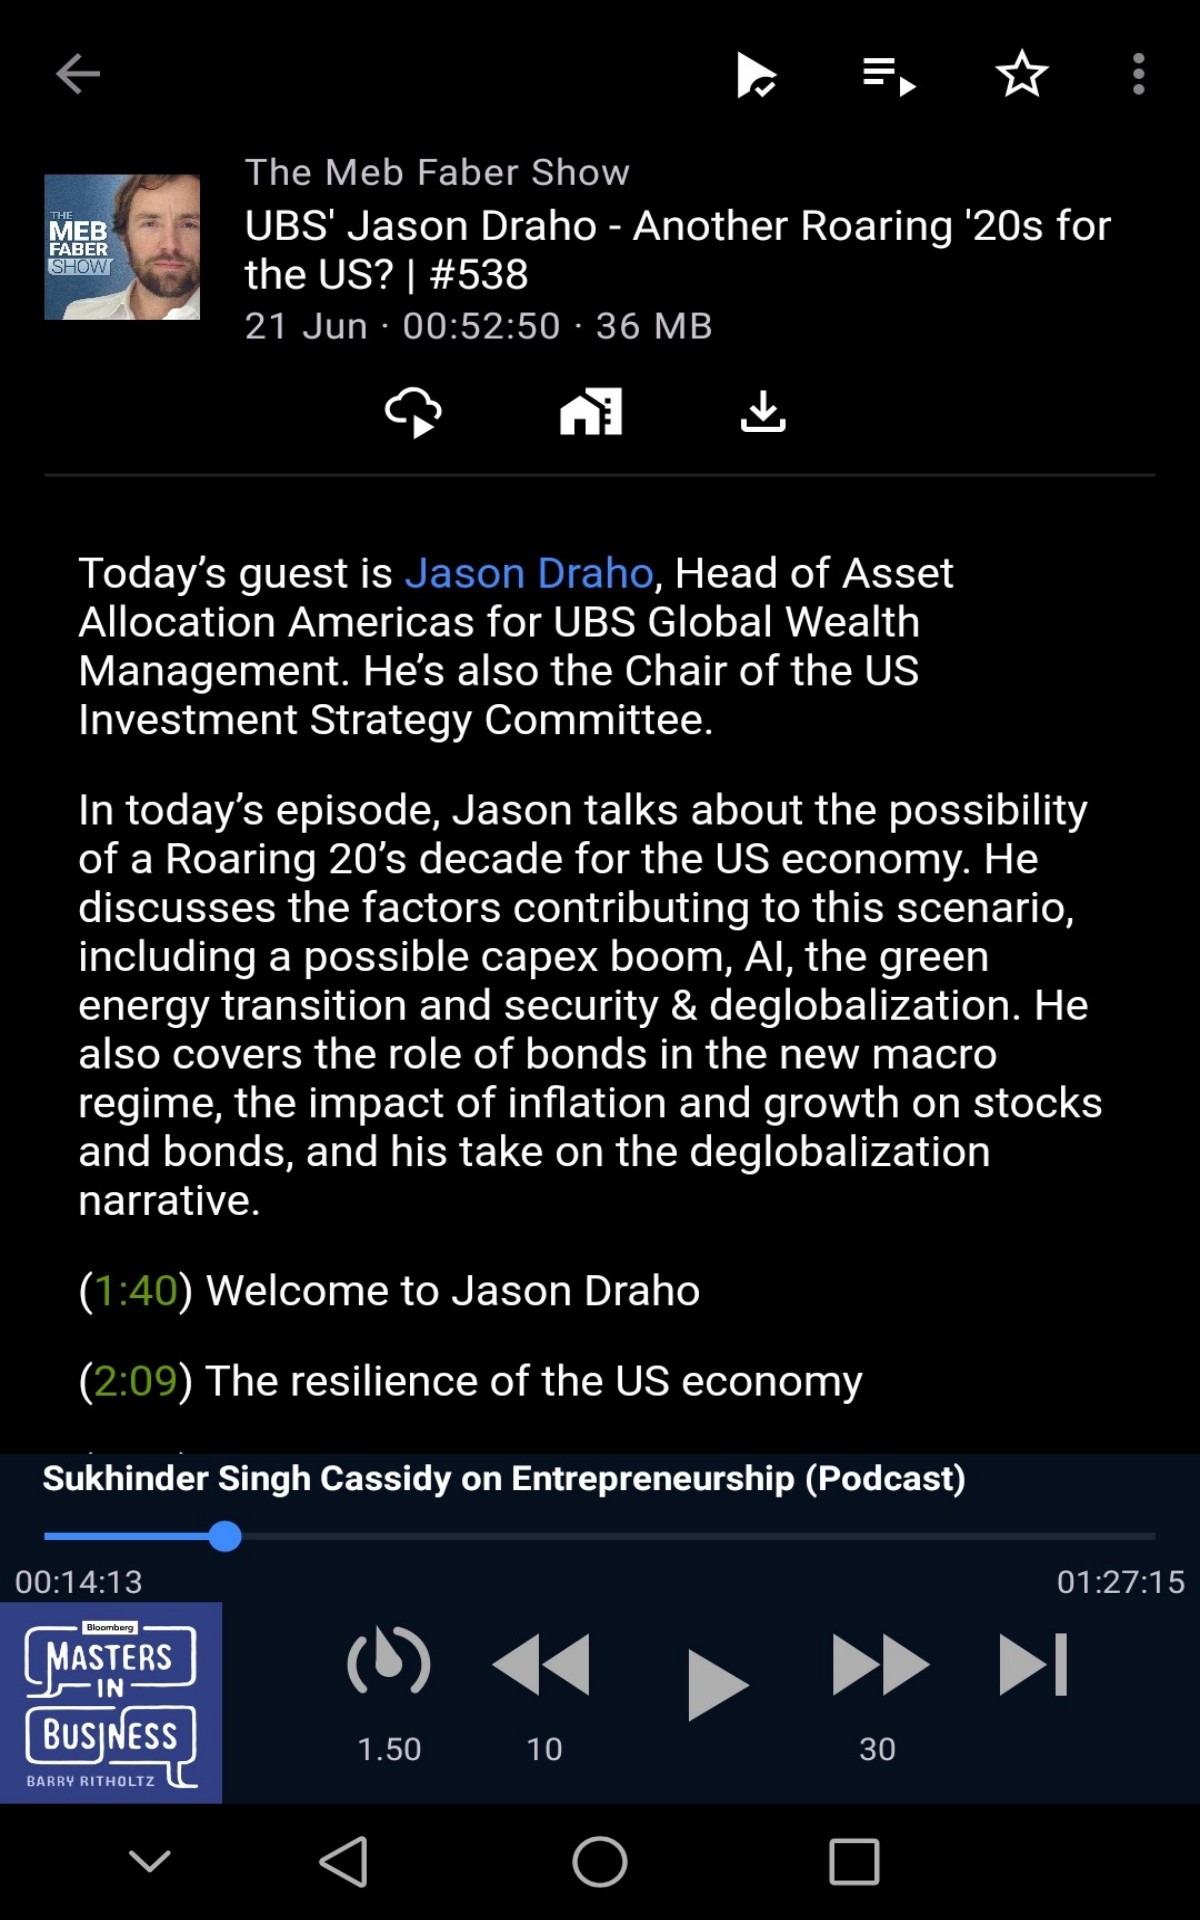 The Meb Faber Show
THE
MEB
FABER
SHOW
UBS' Jason Draho - Another Roaring '20s for
the US? | #538
21 Jun · 00:52:50 · 36 MB
Today’s guest is Jason Draho, Head of Asset
Allocation Americas for UBS Global Wealth
Management. He’s also the Chair of the US
Investment Strategy Committee.
In today’s episode, Jason talks about the possibility
of a Roaring 20’s decade for the US economy. He
discusses the factors contributing to this scenario,
including a possible capex boom, AI, the green
energy transition and security & deglobalization. He
also covers the role of bonds in the new macro
regime, the impact of inflation and growth on stocks
and bonds, and his take on the deglobalization
narrative.
(1:40) Welcome to Jason Draho
(2:09) The resilience of the US economy
Sukhinder Singh Cassidy on Entrepreneurship (Podcast)
00:14:13 01:27:15
Bloomberg
MASTERS
IN
BUSINESS
BARRY RITHOLTZ
1.50 10 30